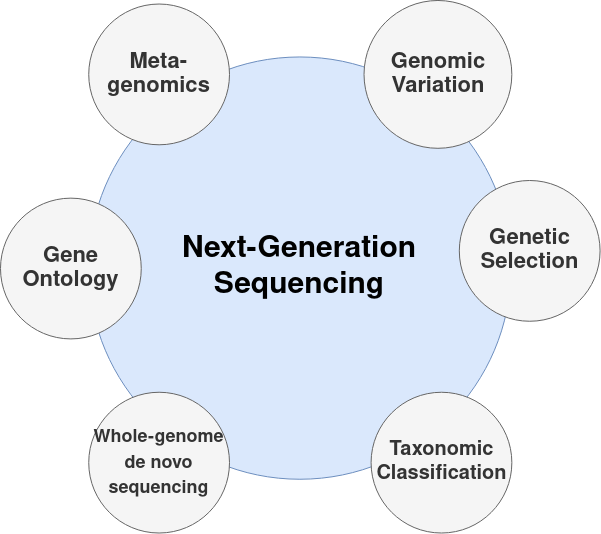 Meta-
genomics
Genomic
Variation
Gene
Ontology
Next-Generation
Sequencing
Genetic
Selection
Whole-genome
de novo
sequencing
Taxonomic
Classification